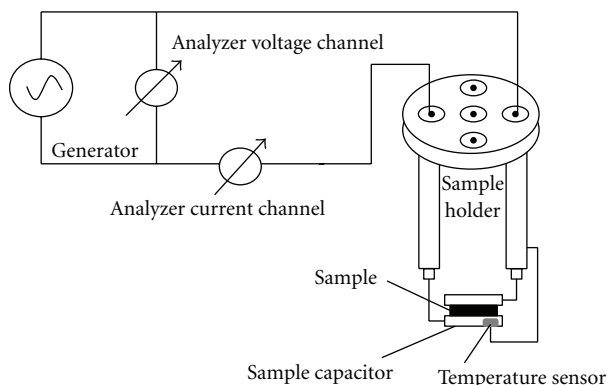 Analyzer voltage channel
Generator
Analyzer current channel
Sample
holder
Sample
Sample capacitor
Temperature sensor